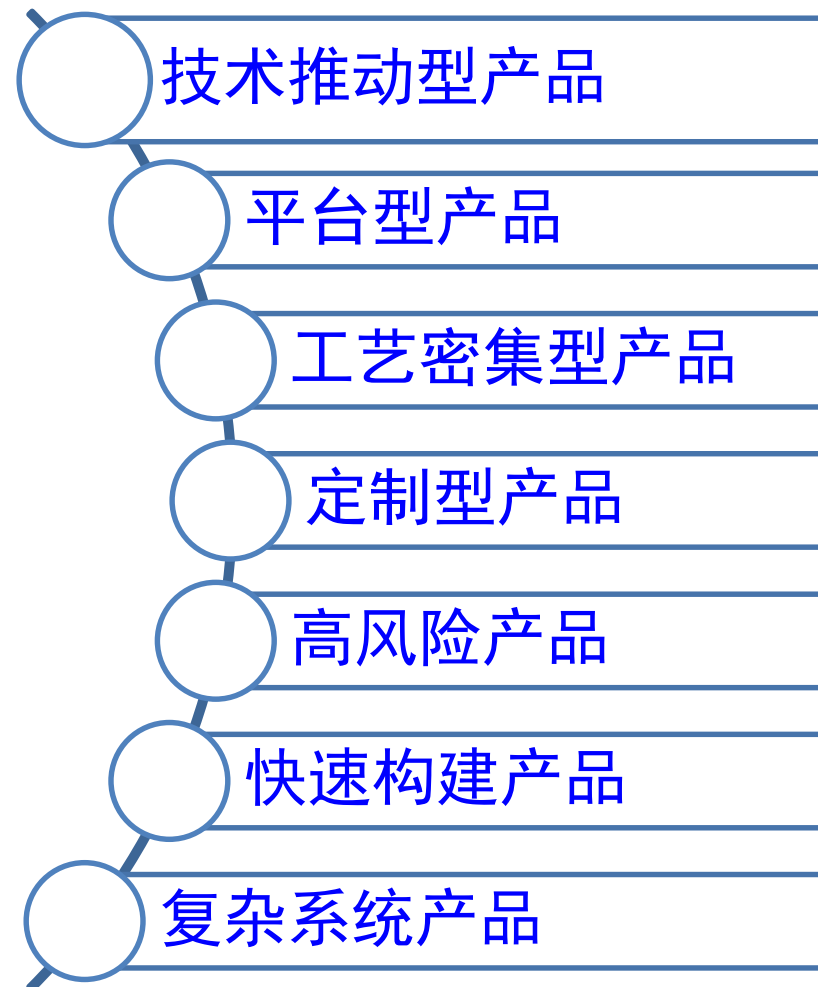 技术推动型产品
平台型产品
工艺密集型产品
定制型产品
高风险产品
快速构建产品
复杂系统产品